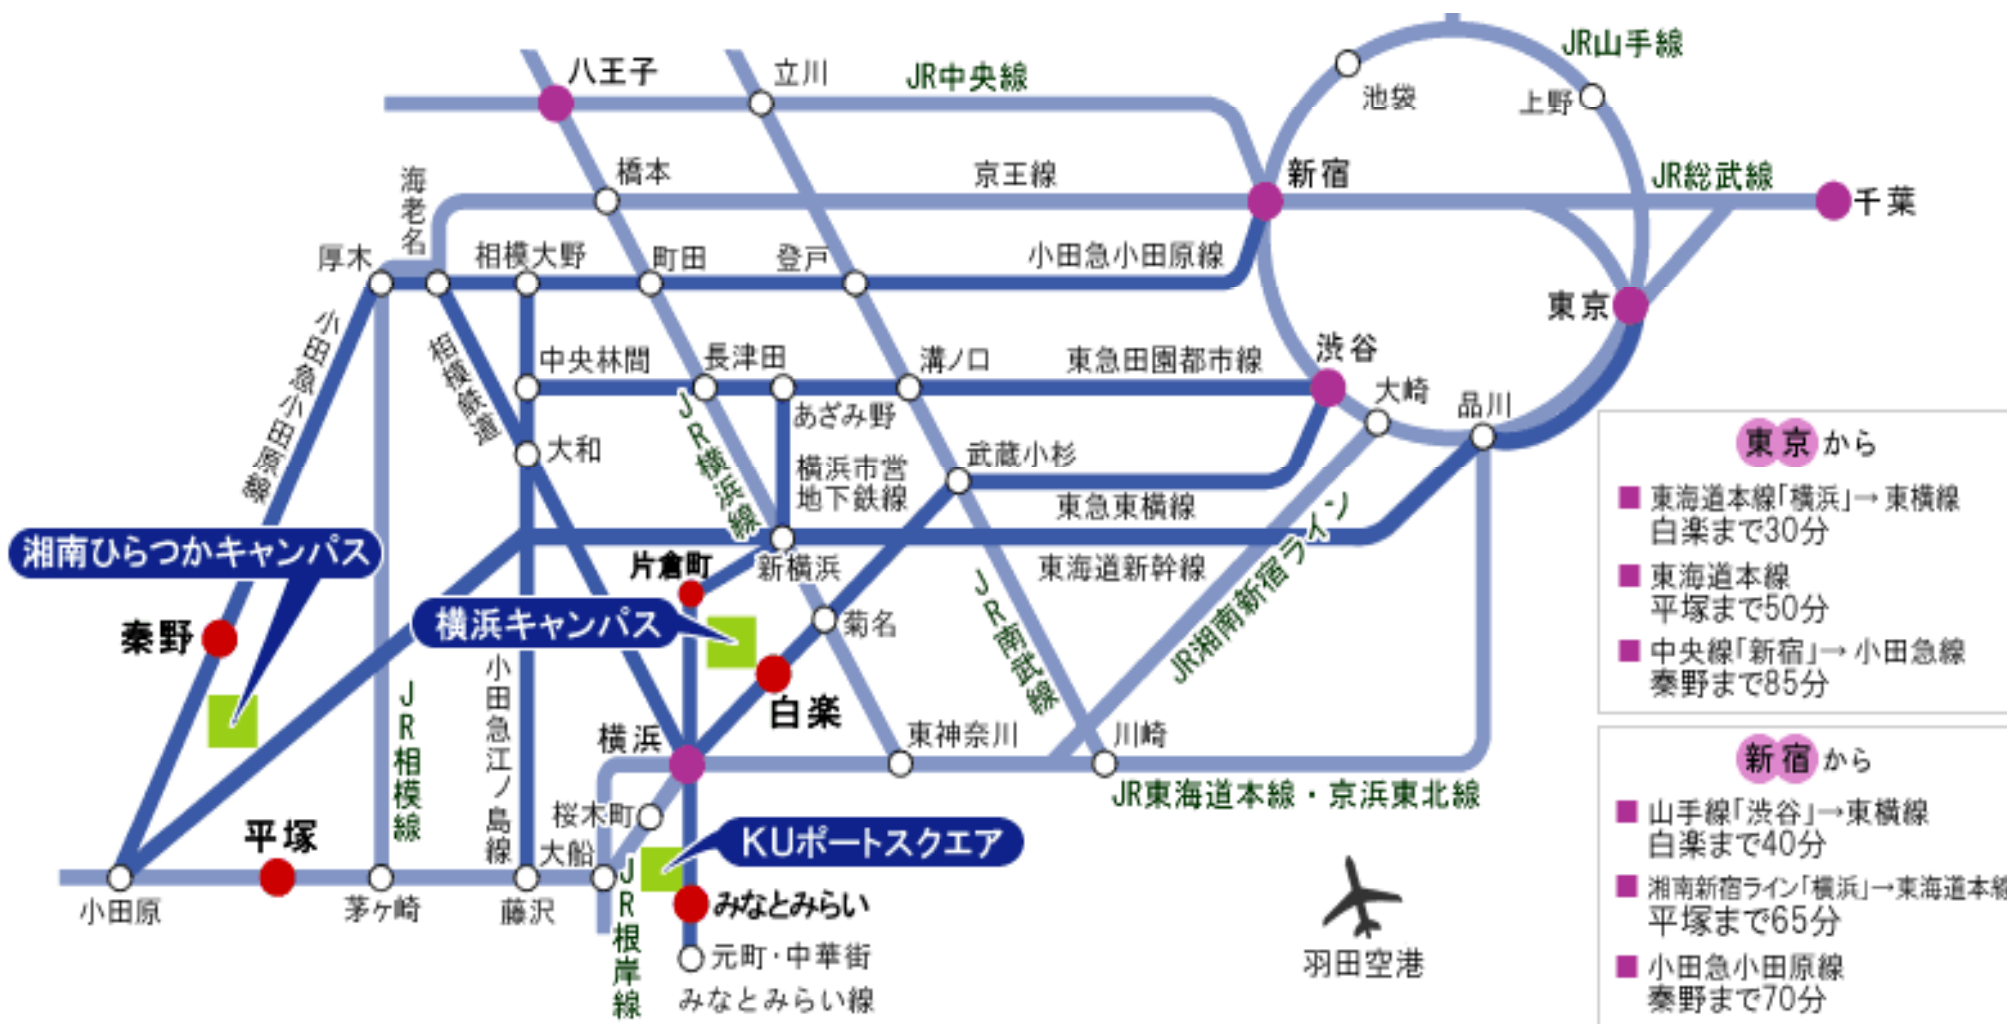 JR山手線
八王子
立川
JR中央線
池袋
上野
橋本
京王線
新宿
JR総武線
千葉
海老名
厚木
相模大野
町田
登戸
小田急小田原線
東京
小田急小田原線
相模鉄道
中央林間
長津田
溝ノ口
東急田園都市線
渋谷
大崎
品川
あざみ野
JR横浜線
大和
横浜市営
地下鉄線
武蔵小杉
東急東横線
湘南ひらつかキャンパス
片倉町
新横浜
東海道新幹線
JR湘南新宿ライン
JR南武線
秦野
横浜キャンパス
菊名
白楽
JR相模線
小田急江ノ島線
横浜
東神奈川
川崎
JR東海道本線・京浜東北線
桜木町
平塚
大船
KUポートスクエア
小田原
茅ヶ崎
藤沢
JR根岸線
みなとみらい
元町・中華街
みなとみらい線
羽田空港
東京から
■ 東海道本線「横浜」→ 東横線
白楽まで30分
■ 東海道本線
平塚まで50分
■ 中央線「新宿」→ 小田急線
秦野まで85分
新宿から
■ 山手線「渋谷」→東横線
白楽まで40分
■ 湘南新宿ライン「横浜」→東海道本線
平塚まで65分
■ 小田急小田原線
秦野まで70分